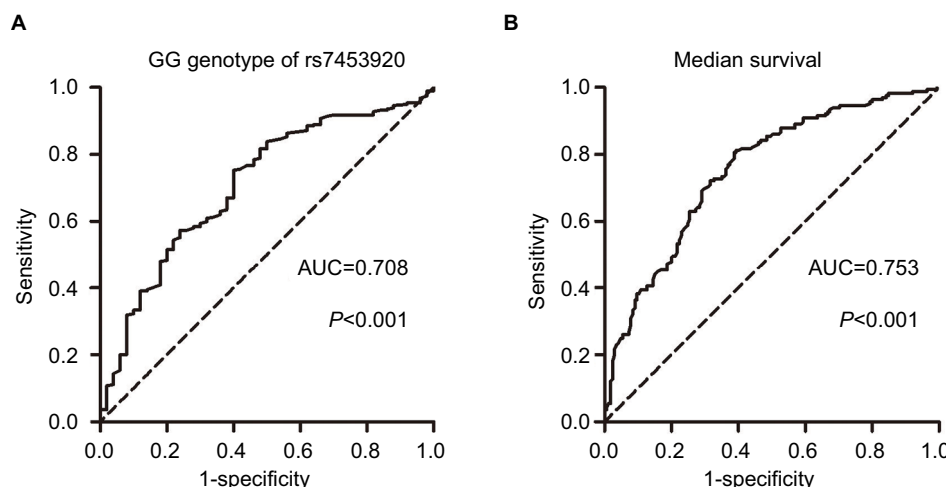 A
GG genotype of rs7453920
1.0
0.8
0.6
0.4
0.2
0.0
Sensitivity
AUC=0.708
P<0.001
0.0 0.2 0.4 0.6 0.8 1.0
1-specificity
B
Median survival
1.0
0.8
0.6
0.4
0.2
0.0
Sensitivity
AUC=0.753
P<0.001
0.0 0.2 0.4 0.6 0.8 1.0
1-specificity